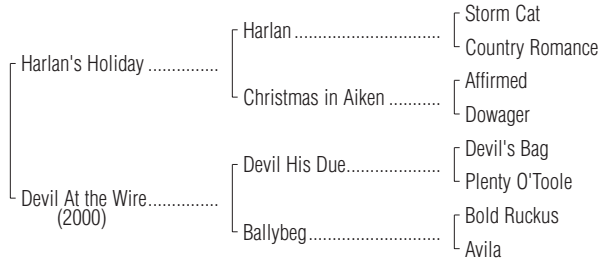 Storm Cat
Harlan
Country Romance
Harlan's Holiday
Affirmed
Christmas in Aiken
Dowager
Devil's Bag
Devil His Due
Plenty O'Toole
Devil At the Wire
(2000)
Bold Ruckus
Ballybeg
Avila